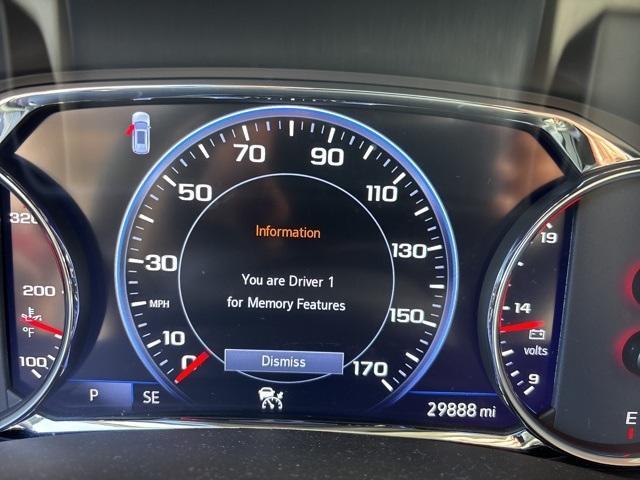 70
90
50
110
30
130
MPH
150
10
0
170
Information
You are Driver 1
for Memory Features
Dismiss
P SE
29888 mi
320
200
°F
100
19
14
volts
9
E